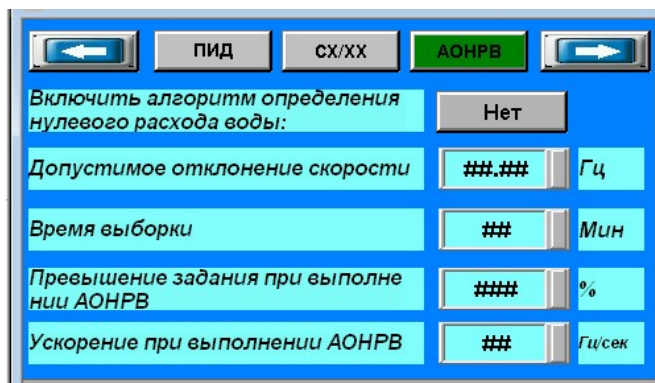 ПИД
СХ/ХХ
АОНРВ
Включить алгоритм определения
нулевого расхода воды:
Нет
Допустимое отклонение скорости
##.##
Гц
Время выборки
##
Мин
Превышение задания при выполне
нии АОНРВ
####
%
Ускорение при выполнении АОНРВ
##
Гц/сек